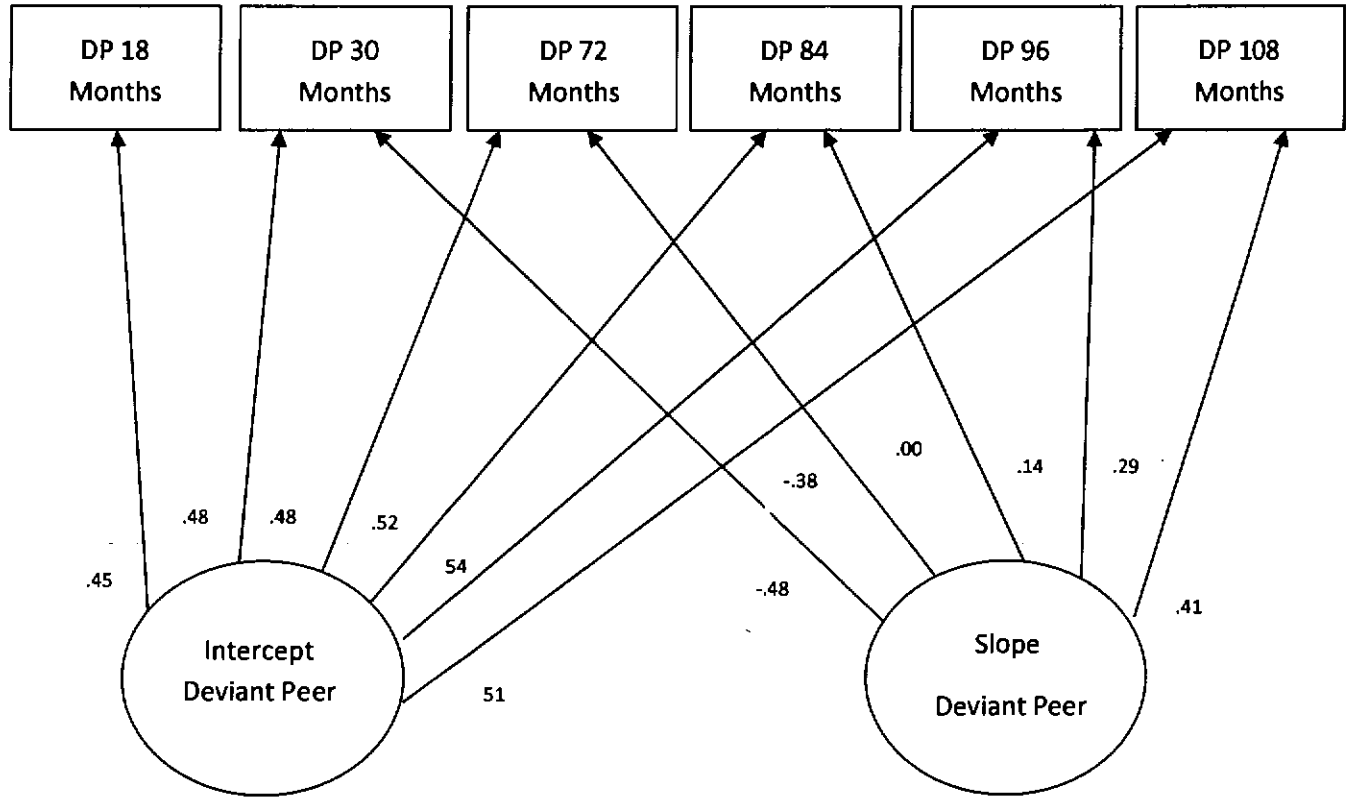 DP 18
Months
DP 30
Months
DP 72
Months
DP 84
Months
DP 96
Months
DP 108
Months
.00
.14
.29
-.38
.48
.48
.52
54
.45
-.48
.41
51
Intercept
Deviant Peer
Slope
Deviant Peer